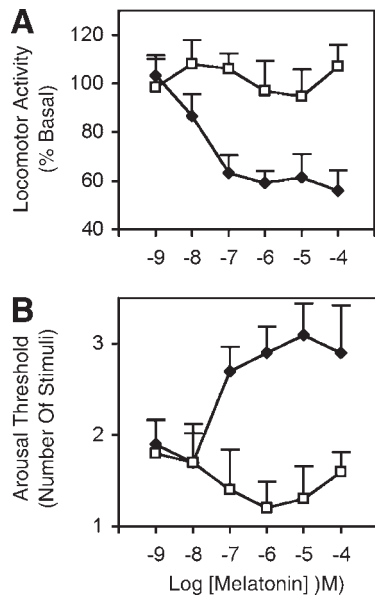 A
Locomotor Activity
(% Basal)
120
100
80
60
40
-9 -8 -7 -6 -5 -4
B
Arousal Threshold
(Number Of Stimuli)
3
2
1
-9 -8 -7 -6 -5 -4
Log [Melatonin] )M)